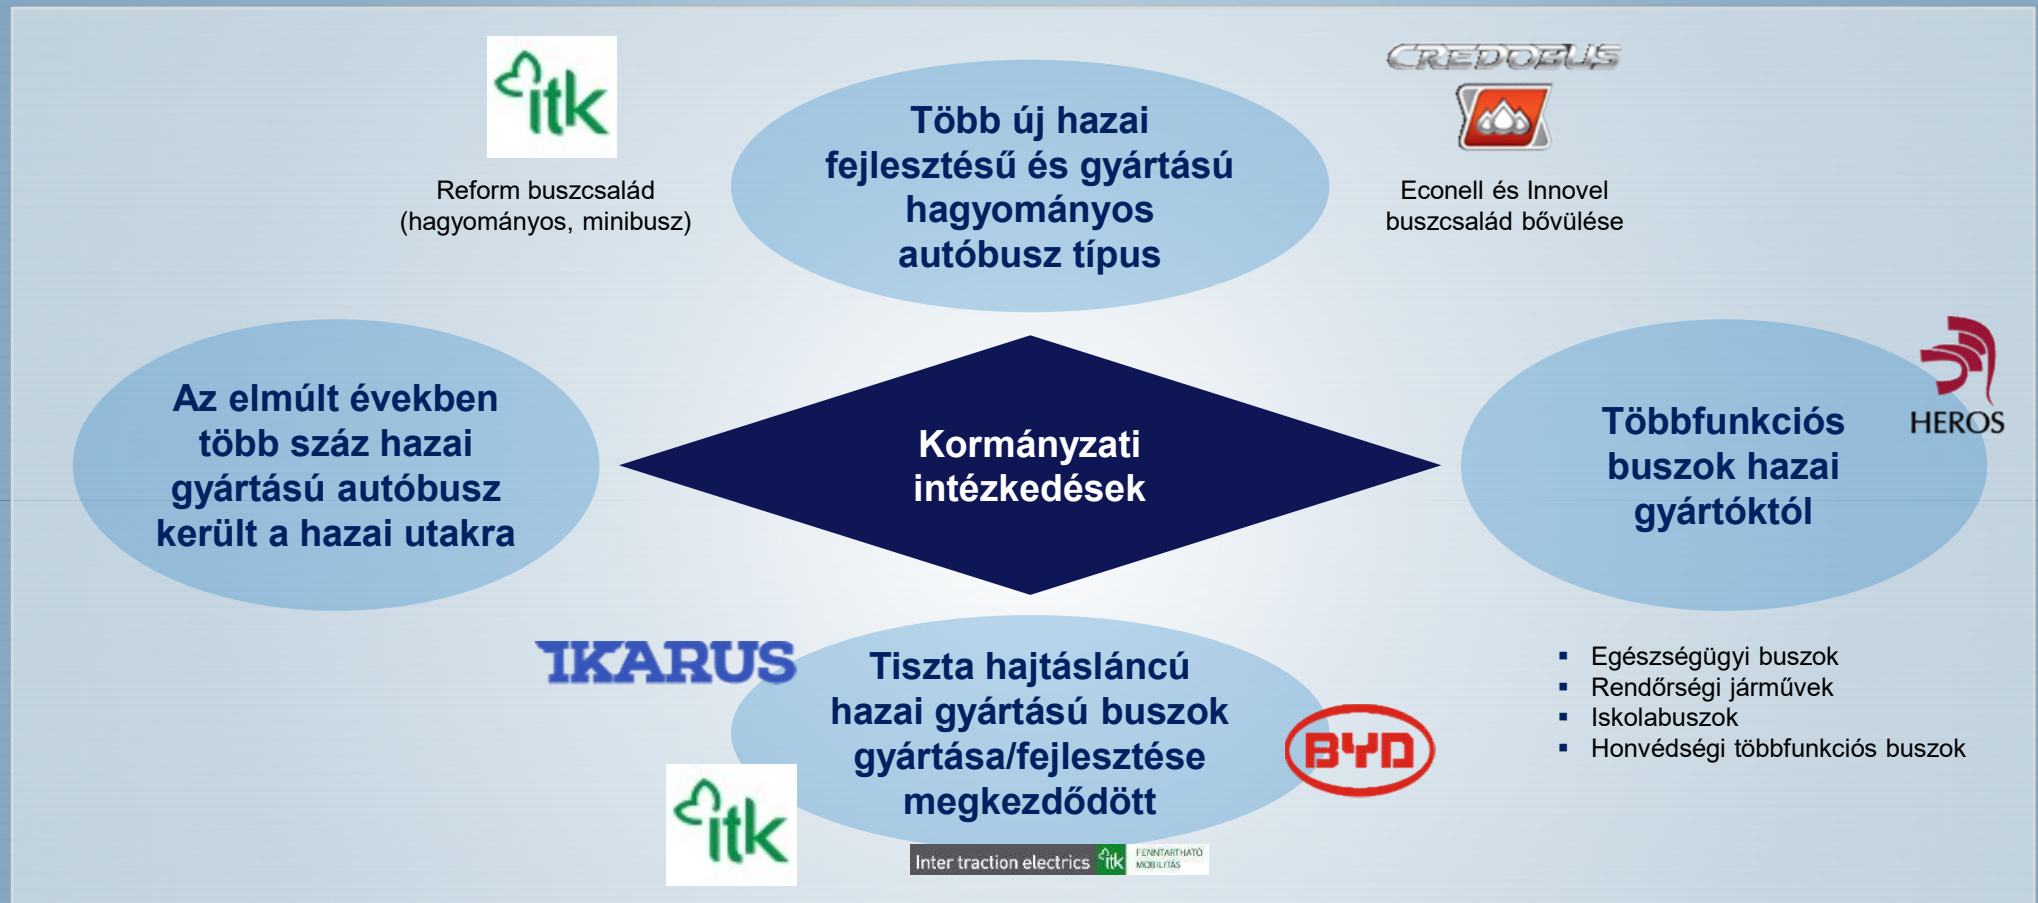 itk
Reform buszcsalád
(hagyományos, minibusz)
Több új hazai
fejlesztésű és gyártású
hagyományos
autóbusz típus
CREDOBUS
Econell és Innovel
buszcsalád bővülése
Az elmúlt években
több száz hazai
gyártású autóbusz
került a hazai utakra
Kormányzati
intézkedések
Többfunkciós
buszok hazai
gyártóktól
HEROS
IKARUS
Tiszta hajtásláncú
hazai gyártású buszok
gyártása/fejlesztése
megkezdődött
BYD
itk
Inter traction electrics itk FENNTARTHATÓ
MOBILITÁS
▪ Egészségügyi buszok
▪ Rendőrségi járművek
▪ Iskolabuszok
▪ Honvédségi többfunkciós buszok